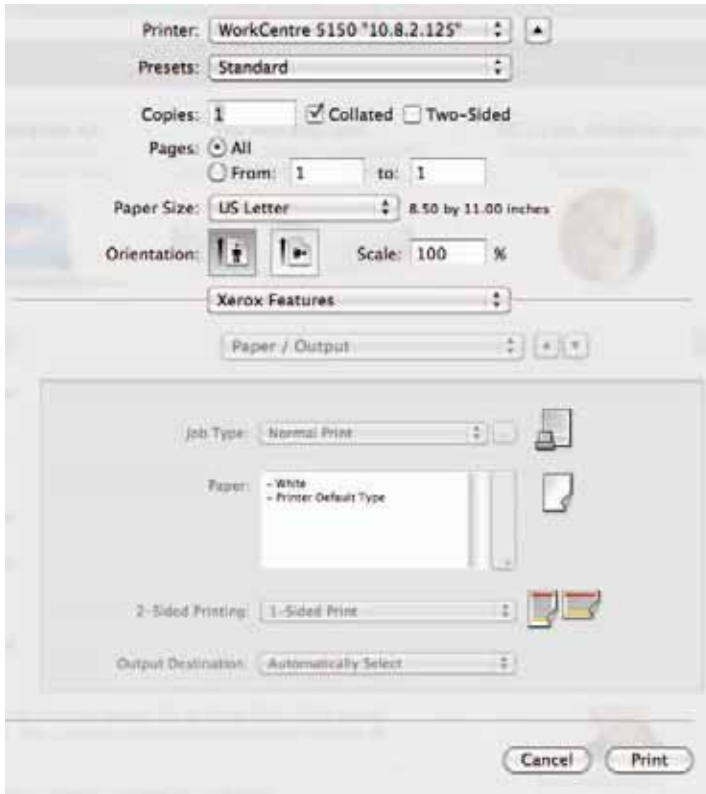 Printer: WorkCentre 5150 "10.8.2.125"
Presets: Standard
Copies: 1 Collated Two-Sided
Pages: All
From: 1 to: 1
Paper Size: US Letter 8.50 by 11.00 inches
Orientation: Scale: 100 %
Xerox Features
Paper / Output
Job Type: Normal Print
Paper: - White
- Printer Default Type
2-Sided Printing: 1-Sided Print
Output Destination: Automatically Select
Cancel Print